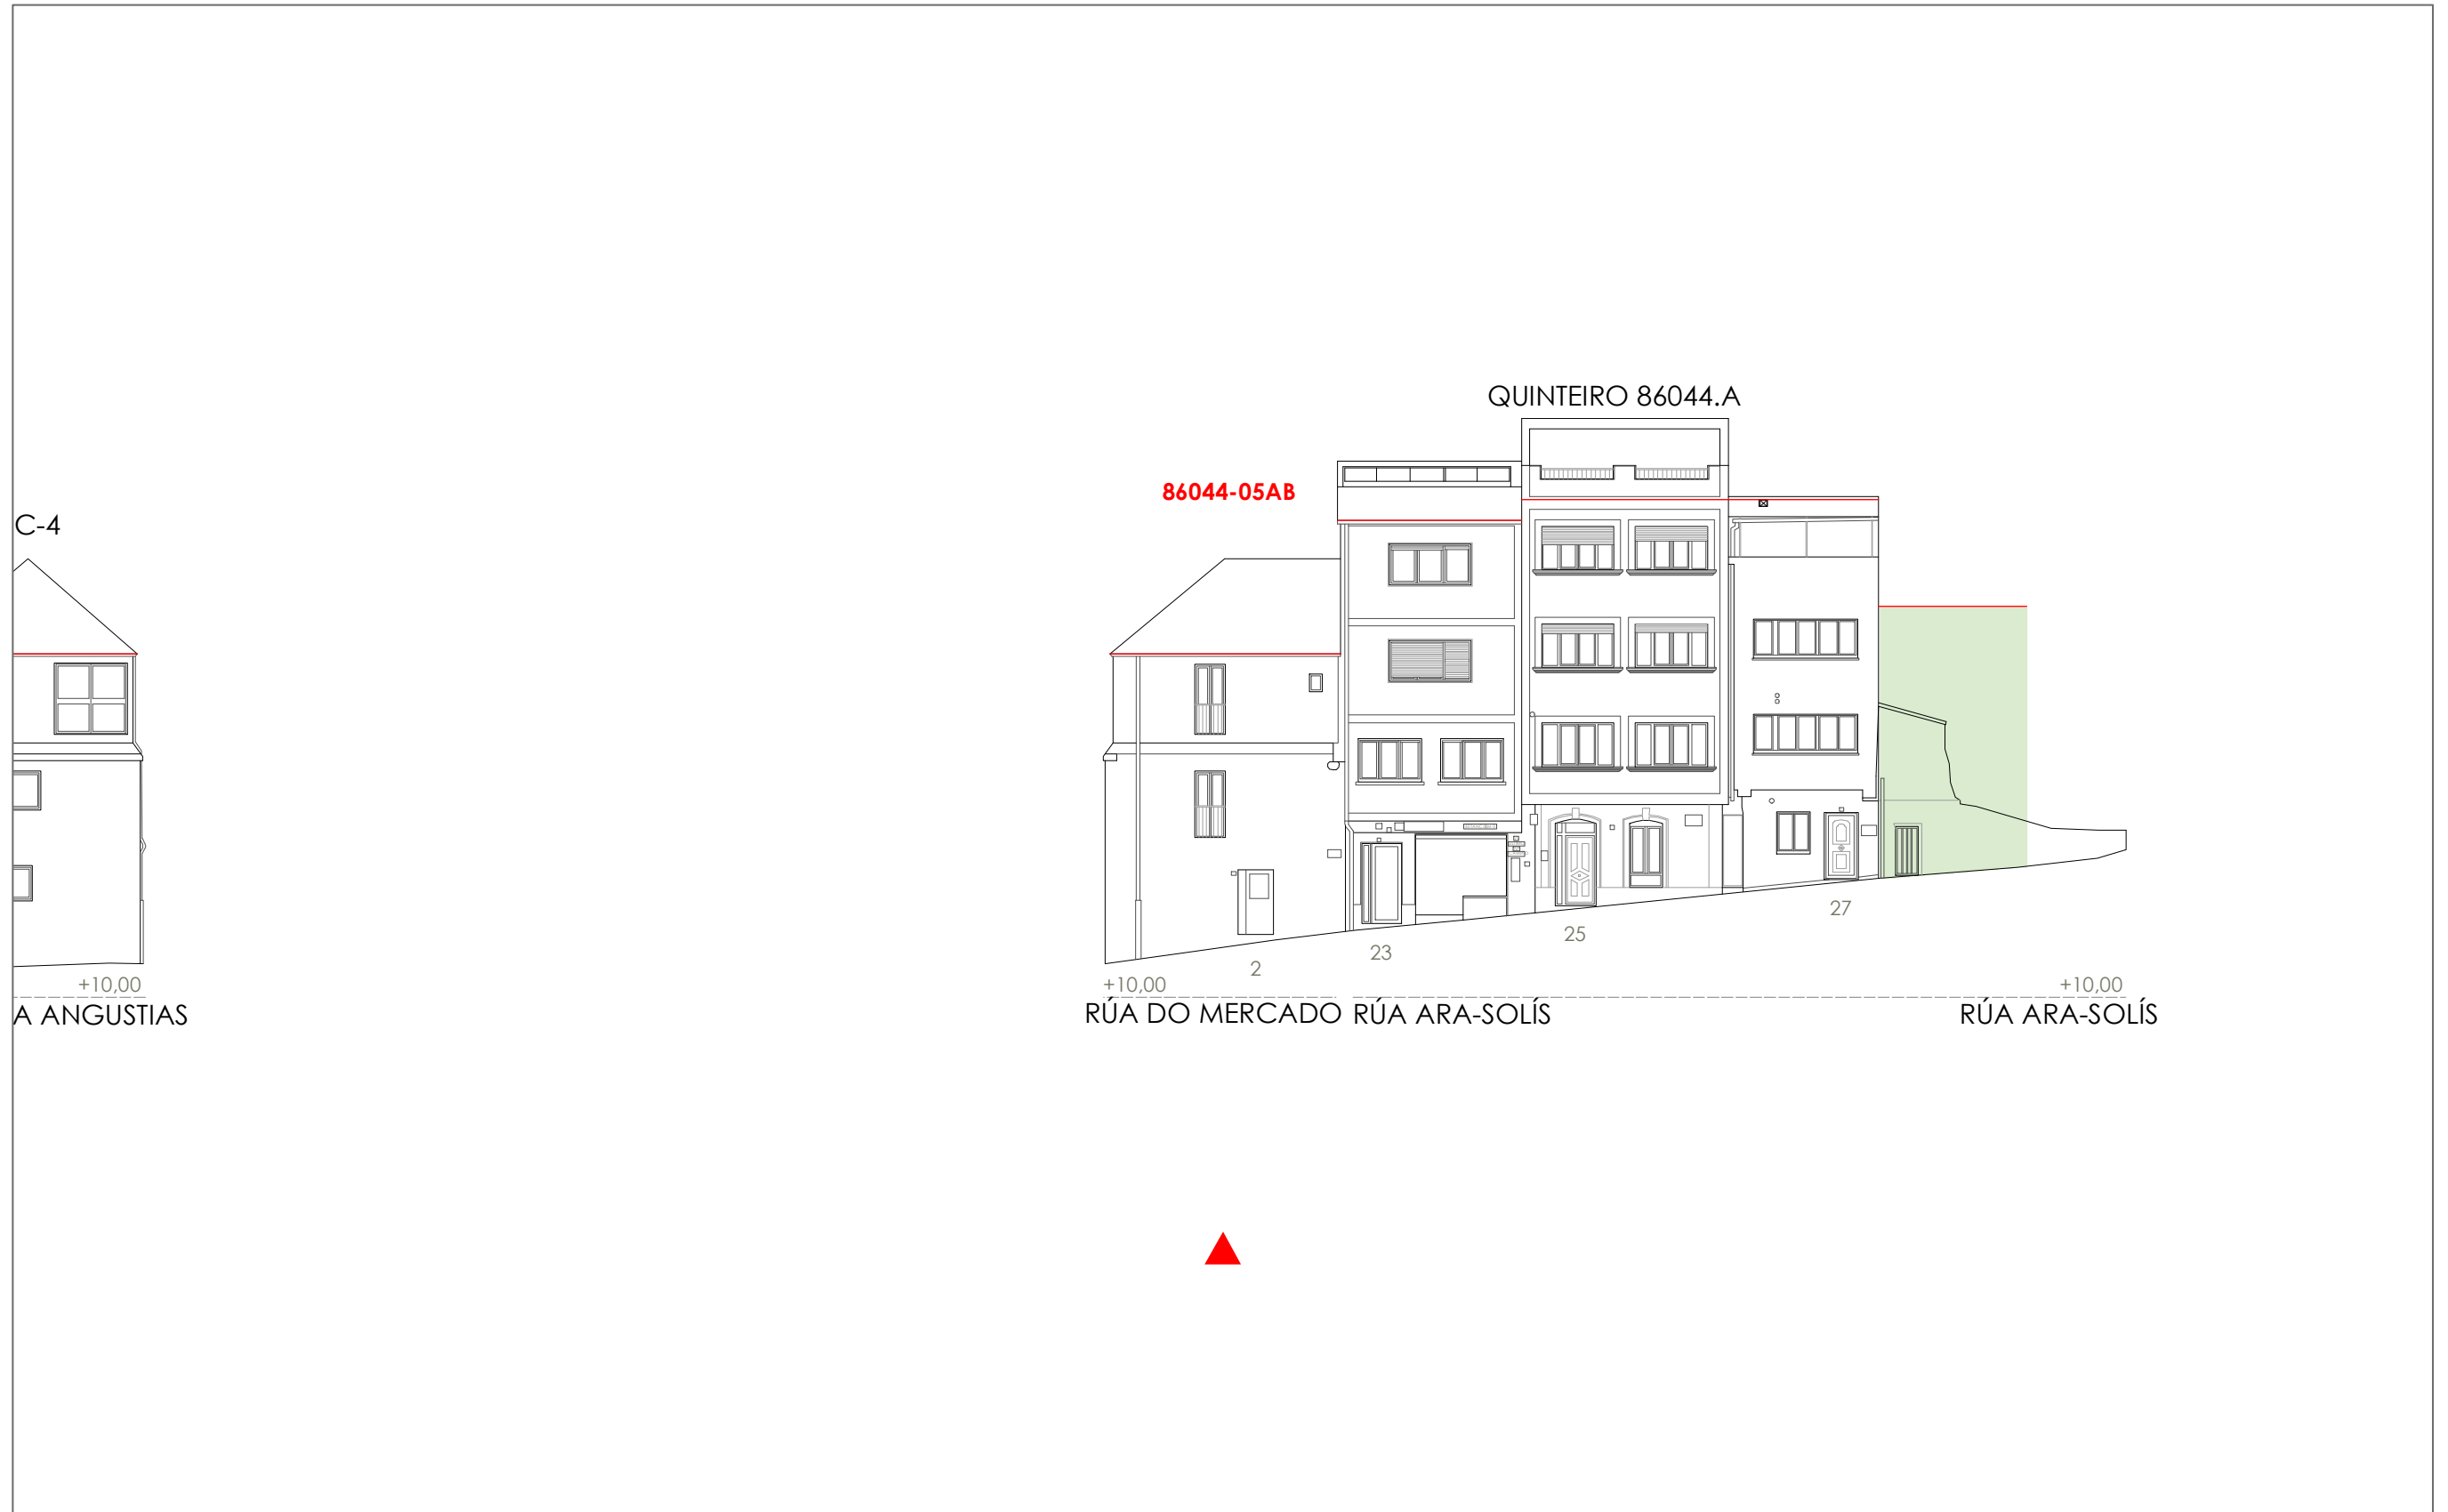 QUINTEIRO 86044.A
86044-05AB
C-4
27
25
23
2
+10,00
+10,00
+10,00
A ANGUSTIAS
RÚA DO MERCADO
RÚA ARA-SOLÍS
RÚA ARA-SOLÍS